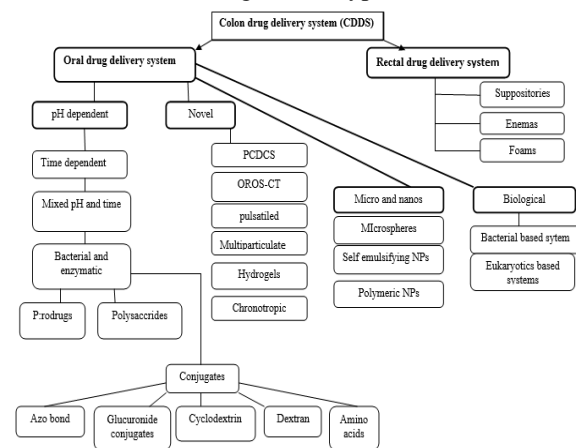 Colon drug delivery system (CDDS)
Oral drug delivery system
Rectal drug delivery system
Suppositories
Enemas
Foams
pH dependent
Novel
Time dependent
Mixed pH and time
Bacterial and
enzymatic
P:rodrugs
Polysaccrides
PCDCS
OROS-CT
pulsatiled
Multiparticulate
Hydrogels
Chronotropic
Micro and nanos
MIcrospheres
Self emulsifying NPs
Polymeric NPs
Biological
Bacterial based sytem
Eukaryotics based
systems
Conjugates
Azo bond
Glucuronide
conjugates
Cyclodextrin
Dextran
Amino
acids